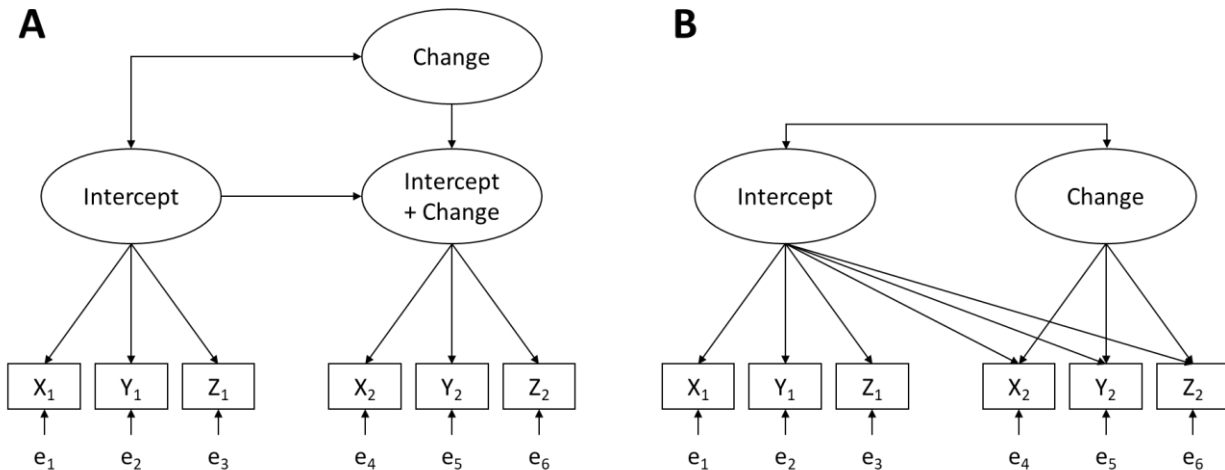 A
Change
Intercept
Intercept
+ Change
X₁ Y₁ Z₁ X₂ Y₂ Z₂
e₁ e₂ e₃ e₄ e₅ e₆
B
Intercept Change
X₁ Y₁ Z₁ X₂ Y₂ Z₂
e₁ e₂ e₃ e₄ e₅ e₆